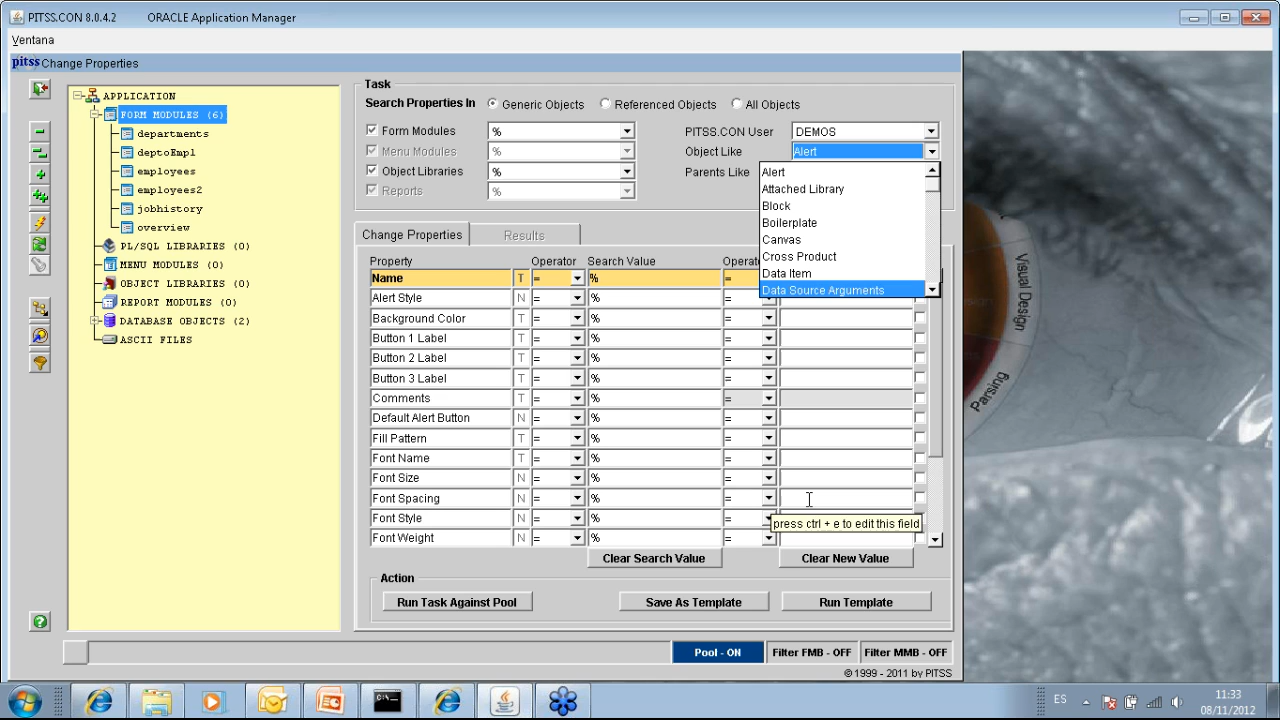 PITSS.CON 8.0.4.2 ORACLE Application Manager
Ventana
pitss Change Properties
APPLICATION
FORM MODULES (6)
departments
deptoEmpl
employees
employees2
jobhistory
overview
PL/SQL LIBRARIES (0)
MENU MODULES (0)
OBJECT LIBRARIES (0)
REPORT MODULES (0)
DATABASE OBJECTS (2)
ASCII FILES
Task
Search Properties In Generic Objects Referenced Objects All Objects
Form Modules % PITSS.CON User DEMOS
Menu Modules % Object Like Alert
Object Libraries % Parents Like
Reports %
Alert
Attached Library
Block
Boilerplate
Canvas
Cross Product
Data Item
Data Source Arguments
Change Properties Results
Property Operator Search Value
Name T = % =
Alert Style N = % =
Background Color T = % =
Button 1 Label T = % =
Button 2 Label T = % =
Button 3 Label T = % =
Comments T = % =
Default Alert Button N = % =
Fill Pattern T = % =
Font Name T = % =
Font Size N = % =
Font Spacing N = % =
Font Style N = % =
Font Weight N = % =
press ctrl + e to edit this field
Clear Search Value Clear New Value
Action
Run Task Against Pool Save As Template Run Template
Pool - ON Filter FMB - OFF Filter MMB - OFF
© 1999 - 2011 by PITSS
Visual Design
Parsing
ES 11:33
08/11/2012